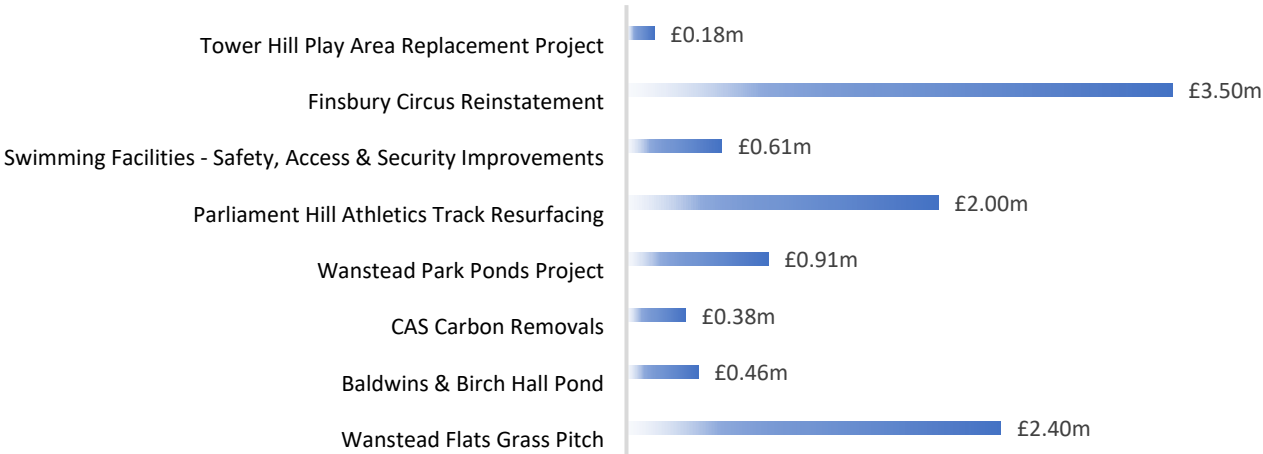 Tower Hill Play Area Replacement Project £0.18m
Finsbury Circus Reinstatement £3.50m
Swimming Facilities - Safety, Access & Security Improvements £0.61m
Parliament Hill Athletics Track Resurfacing £2.00m
Wanstead Park Ponds Project £0.91m
CAS Carbon Removals £0.38m
Baldwins & Birch Hall Pond £0.46m
Wanstead Flats Grass Pitch £2.40m